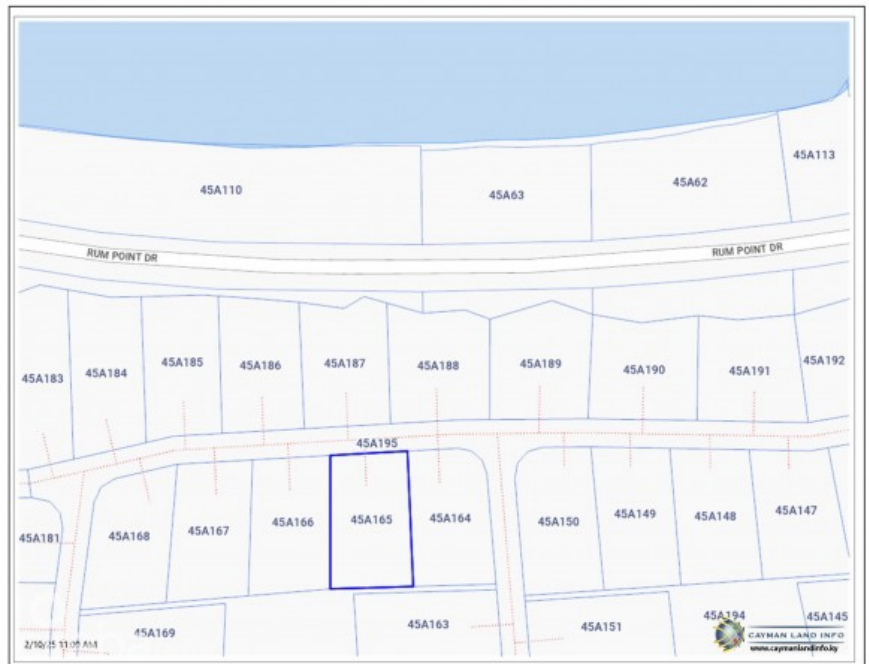 45A113
45A110
45A63
45A62
RUM POINT DR
RUM POINT DR
45A183
45A184
45A185
45A186
45A187
45A188
45A189
45A190
45A191
45A192
45A195
45A181
45A168
45A167
45A166
45A165
45A164
45A150
45A149
45A148
45A147
45A169
45A163
45A151
45A194
45A145
2/10/25 11:00 AM
CAYMAN LAND INFO
www.caymanlandinfo.ky